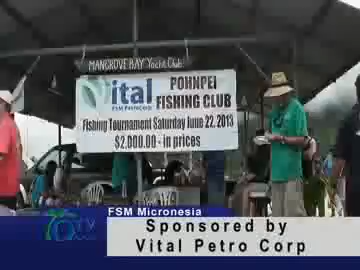 MANGROVE BAY Yacht Club
Vital
FSM PETROCORP
POHNPEI
FISHING CLUB
Fishing Tournament Saturday June 22, 2013
$2,000.00 - in prices
FSM Micronesia
Sponsored by
Vital Petro Corp